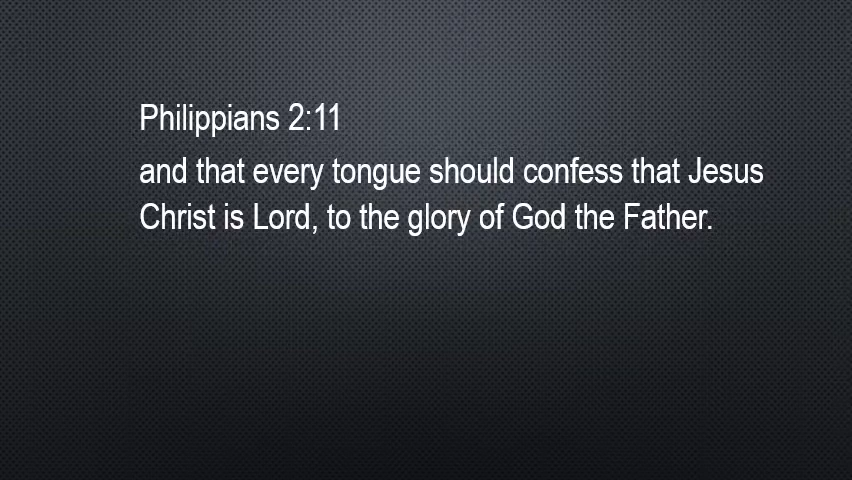 Philippians 2:11
and that every tongue should confess that Jesus
Christ is Lord, to the glory of God the Father.